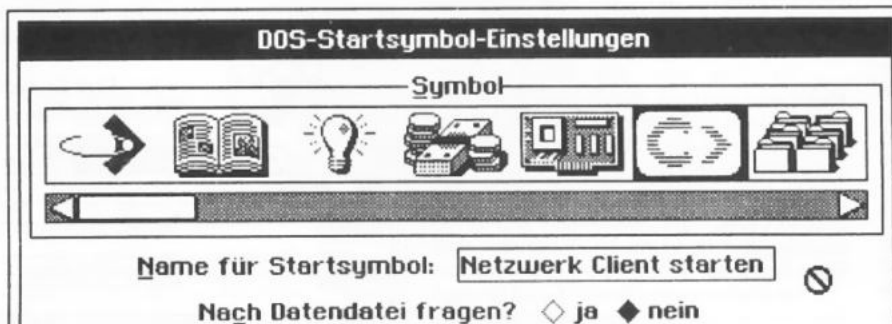 DOS-Startsymbol-Einstellungen
Symbol
Name für Startsymbol: Netzwerk Client starten
Nach Datendatei fragen? ja nein